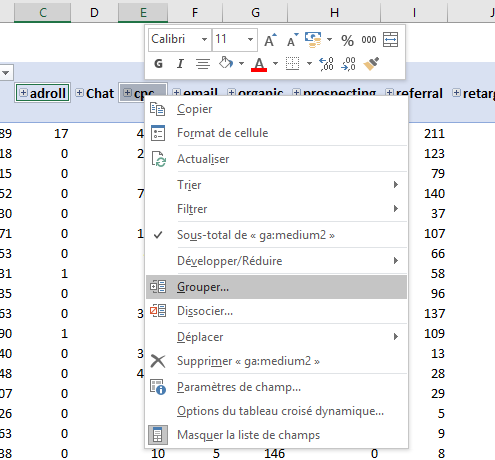 C D E F G H I J
Calibri 11 A A % 000
G I S A
adroll Chat cpc email organic prospecting referral retarg
Copier
Format de cellule
Actualiser
Trier
Filtrer
Sous-total de « ga:medium2 »
Développer/Réduire
Grouper...
Dissocier...
Déplacer
Supprimer « ga:medium2 »
Paramètres de champ...
Options du tableau croisé dynamique...
Masquer la liste de champs
89 17 4 211
18 0 2 123
15 0 79
52 0 7 140
30 0 37
71 0 1 107
53 0 66
31 1 58
35 0 96
63 0 3 137
90 1 109
40 0 3 13
48 0 4 28
07 0 29
26 0 5
63 0 9
38 0 10 5 146 0 8